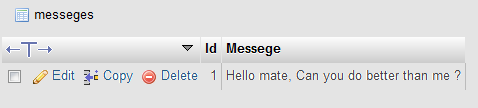 messeges
Id Messege
Edit Copy Delete 1 Hello mate, Can you do better than me ?